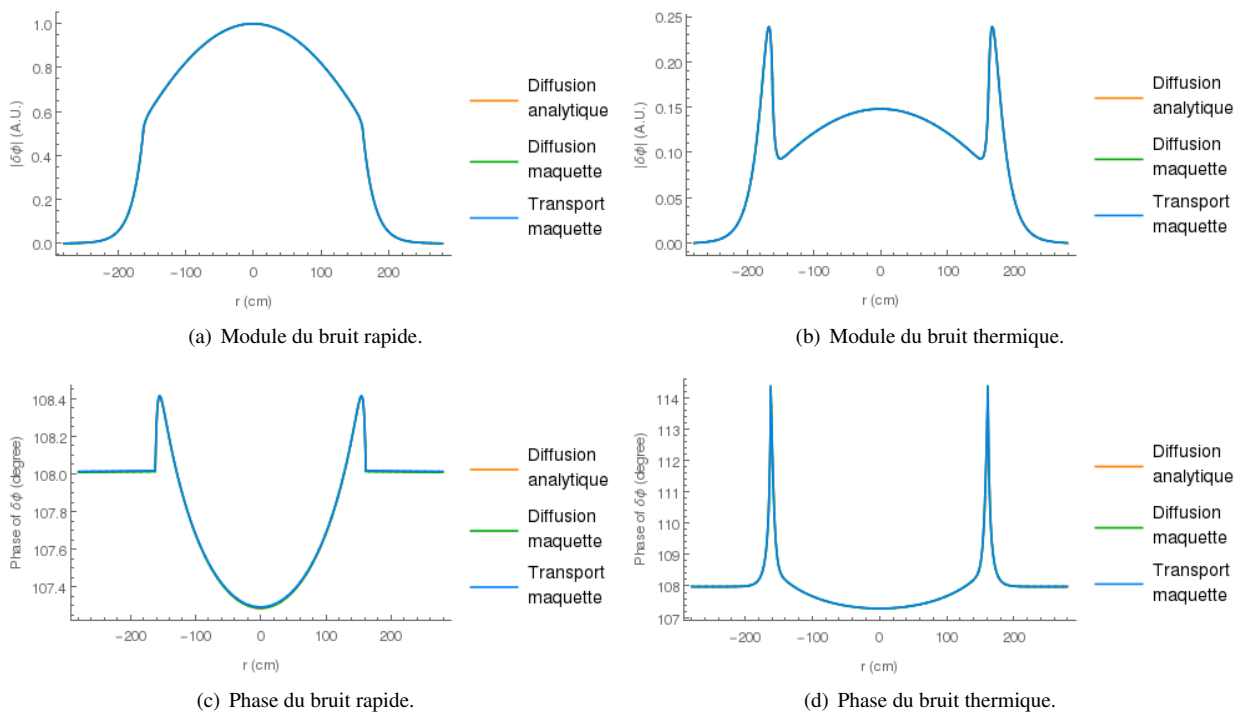 1.0
0.8
0.6
0.4
0.2
0.0
|δϕ| (A.U.)
−200 −100 0 100 200
r (cm)
Diffusion
analytique
Diffusion
maquette
Transport
maquette
(a) Module du bruit rapide.
0.25
0.20
0.15
0.10
0.05
0.00
|δϕ| (A.U.)
−200 −100 0 100 200
r (cm)
Diffusion
analytique
Diffusion
maquette
Transport
maquette
(b) Module du bruit thermique.
108.4
108.2
108.0
107.8
107.6
107.4
Phase of δϕ (degree)
−200 −100 0 100 200
r (cm)
Diffusion
analytique
Diffusion
maquette
Transport
maquette
(c) Phase du bruit rapide.
114
113
112
111
110
109
108
107
Phase of δϕ (degree)
−200 −100 0 100 200
r (cm)
Diffusion
analytique
Diffusion
maquette
Transport
maquette
(d) Phase du bruit thermique.